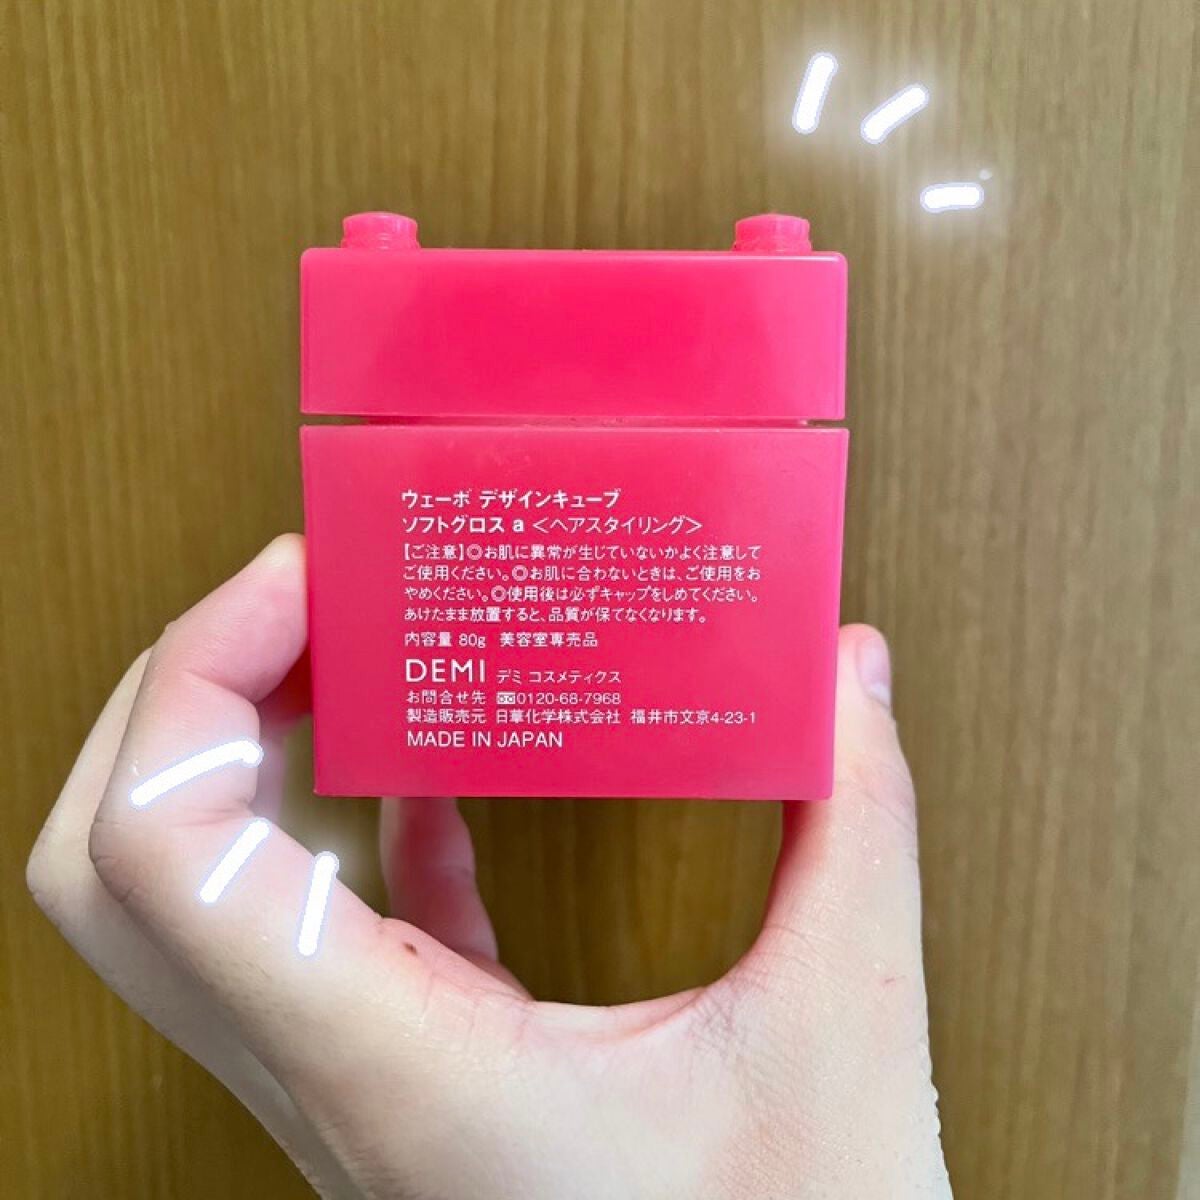 ウェーボ デザインキューブ
ソフトグロス a <ヘアスタイリング>
【ご注意】◎お肌に異常が生じていないかよく注意して
ご使用ください。◎お肌に合わないときは、ご使用をお
やめください。◎使用後は必ずキャップをしめてください。
あけたまま放置すると、品質が保てなくなります。
内容量 80g 美容室専売品
DEMI デミ コスメティクス
お問合せ先 0120-68-7968
製造販売元 日華化学株式会社 福井市文京4-23-1
MADE IN JAPAN